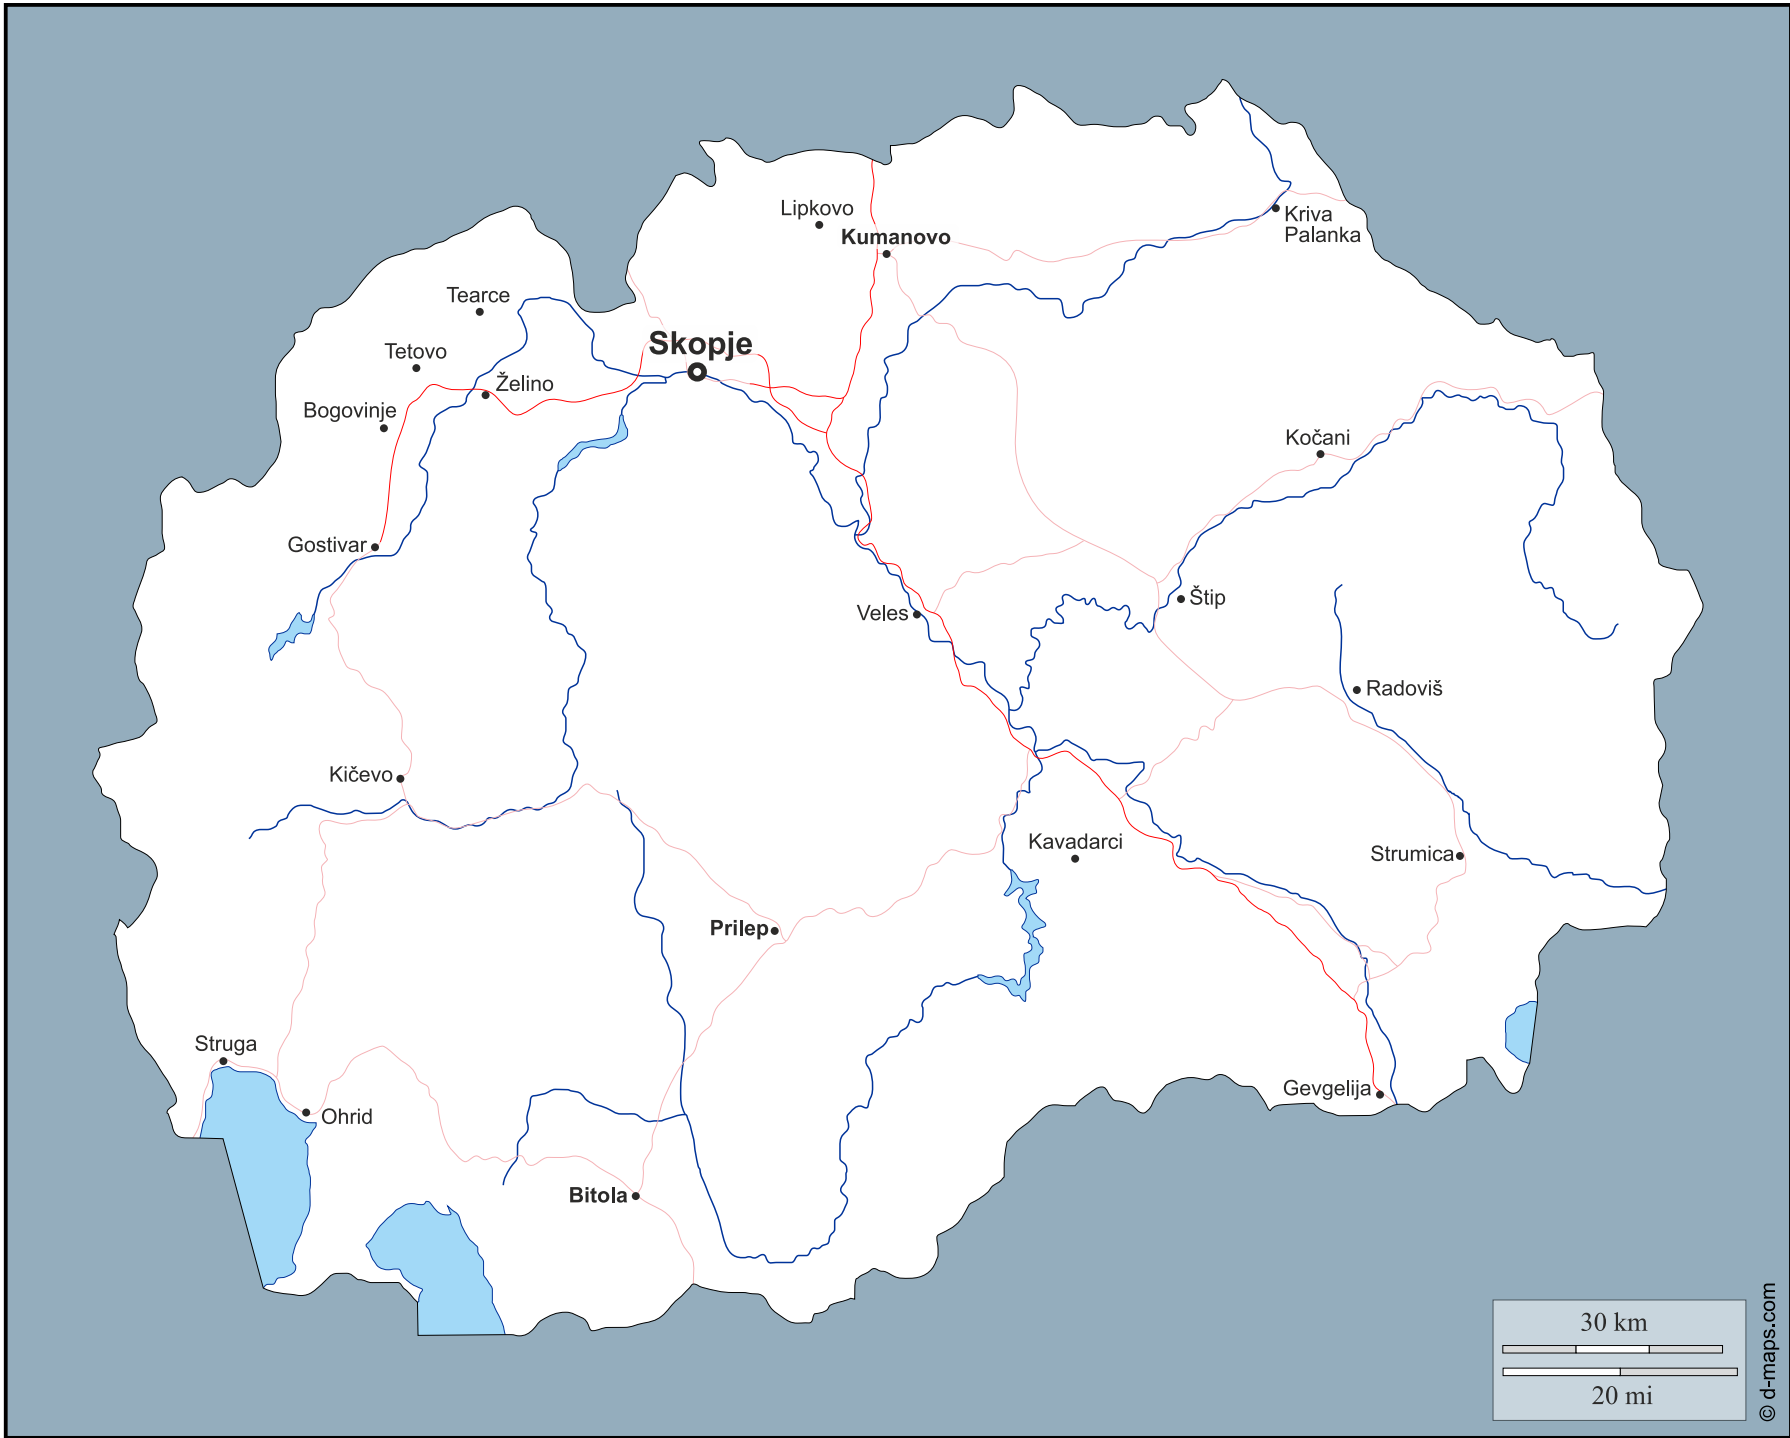 Lipkovo
Kumanovo
Kriva
Palanka
Tearce
Skopje
Tetovo
Želino
Bogovinje
Kočani
Gostivar
Štip
Veles
Radoviš
Kičevo
Kavadarci
Strumica
Prilep
Struga
Gevgelija
Ohrid
Bitola
30 km
20 mi
© d-maps.com